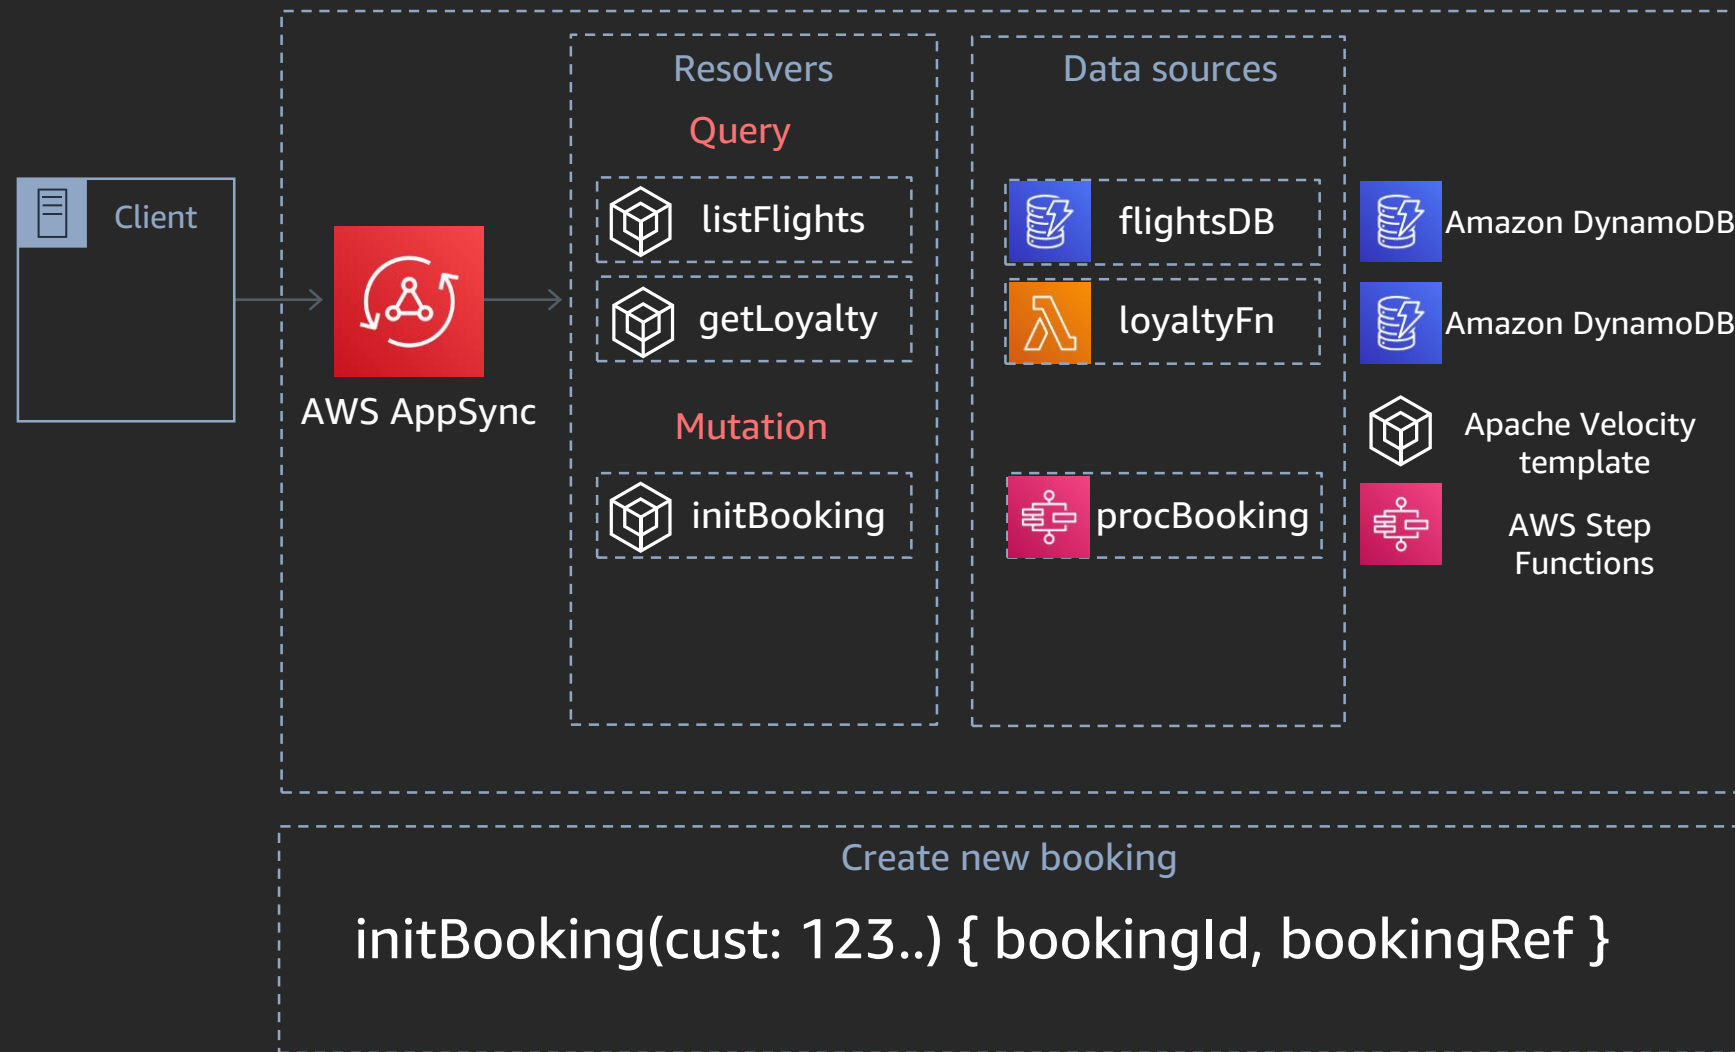 Client
AWS AppSync
Resolvers
Query
listFlights
getLoyalty
Mutation
initBooking
Data sources
flightsDB
loyaltyFn
procBooking
Amazon DynamoDB
Amazon DynamoDB
Apache Velocity
template
AWS Step
Functions
Create new booking
initBooking(cust: 123..) { bookingId, bookingRef }